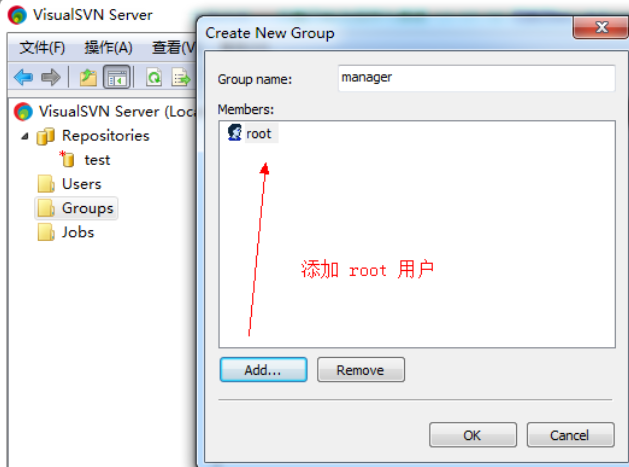 VisualSVN Server
文件(F) 操作(A) 查看(V
VisualSVN Server (Loca
Repositories
test
Users
Groups
Jobs
Create New Group
Group name:
manager
Members:
root
添加 root 用户
Add...
Remove
OK
Cancel